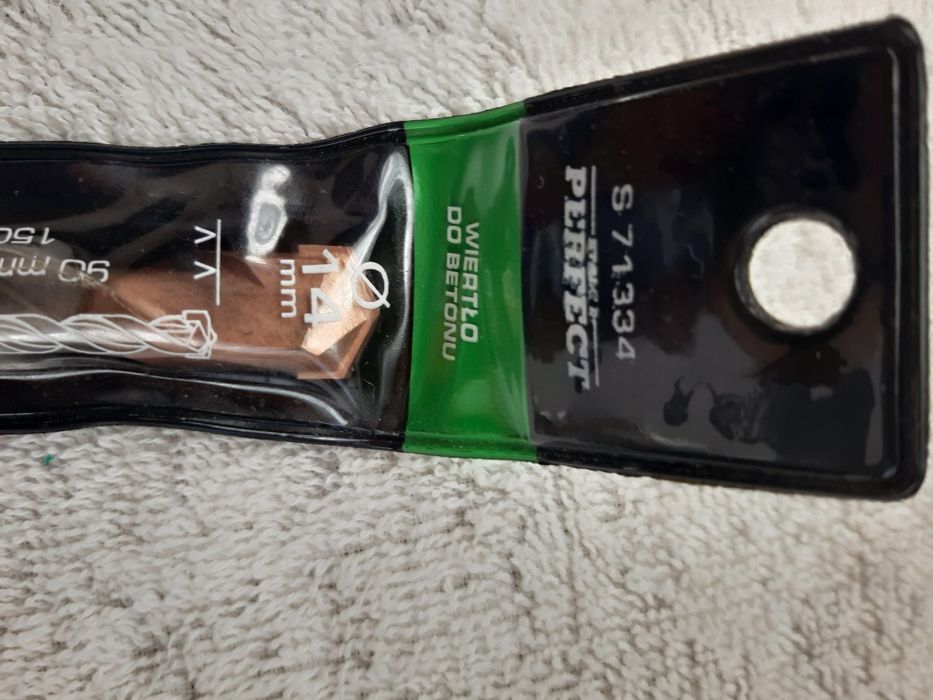 S 71334
PERFECT
WIERTŁO
DO BETONU
Ø
14
mm
90 mm
150